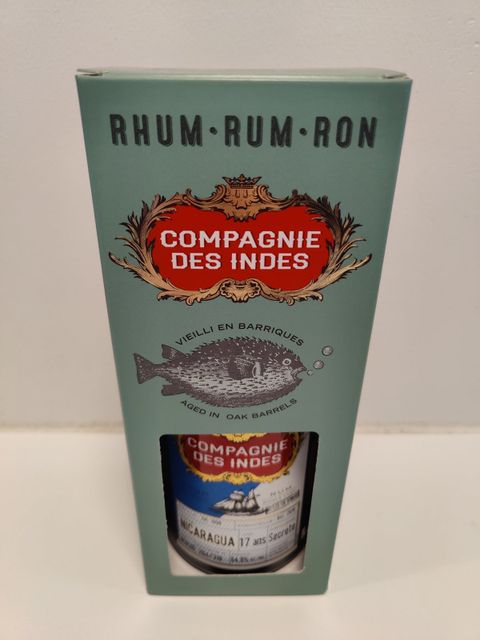 RHUM • RUM • RON
COMPAGNIE
DES INDES
VIEILLI EN BARRIQUES
AGED IN OAK BARRELS
COMPAGNIE
DES INDES
RUM
NICARAGUA 17 ans Secrete